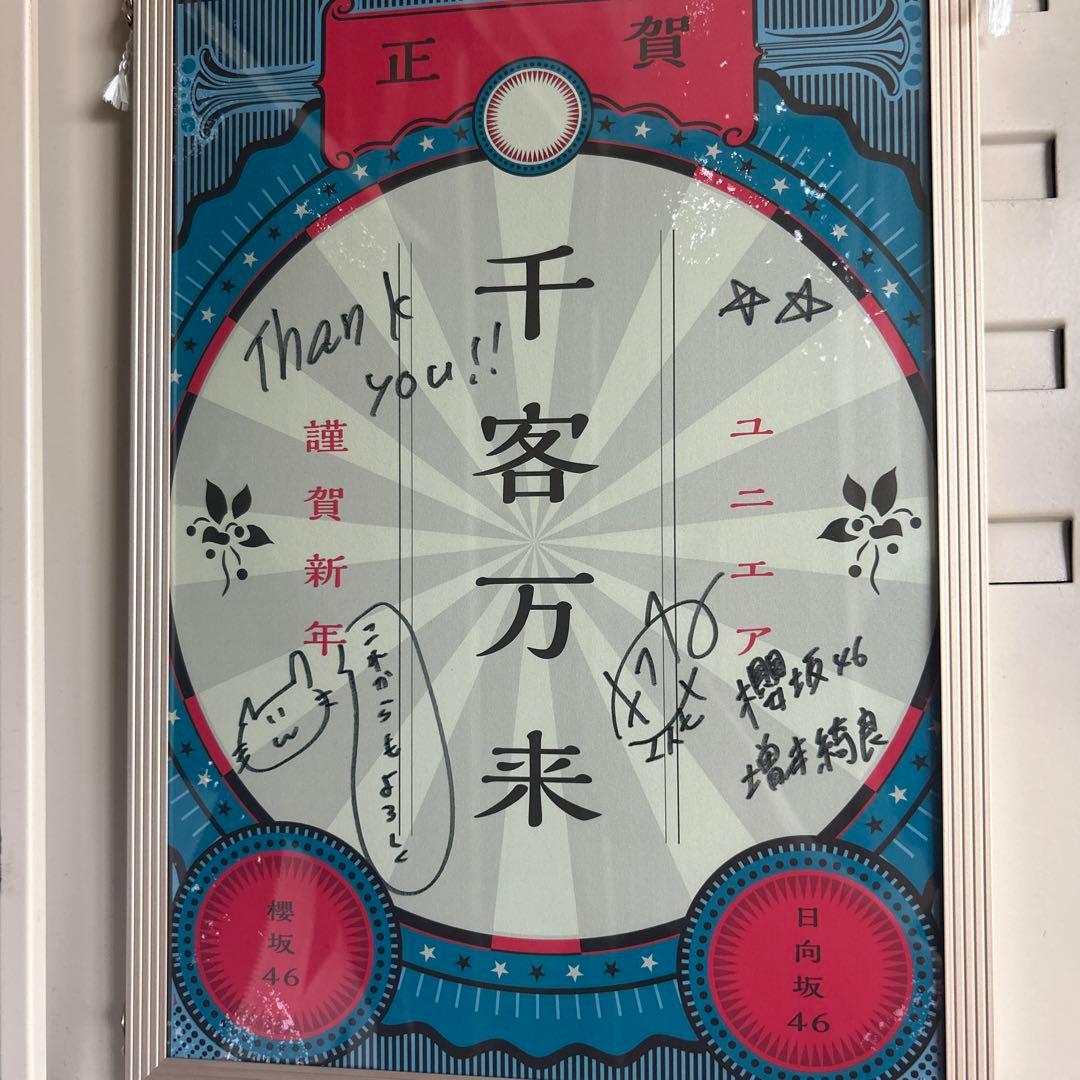 正賀
千客万来
ユニエア
謹賀新年
Thank
you!!
☆☆
これからもよろしく
櫻坂46
増本綺良
櫻坂
46
日向坂
46